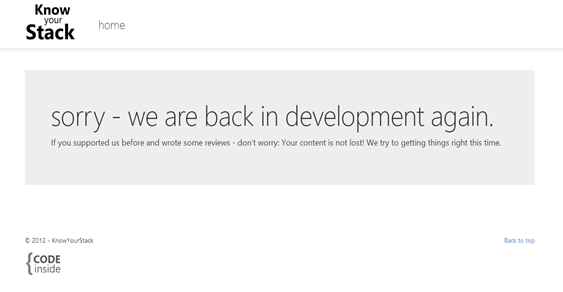 Know
your
Stack
home
sorry - we are back in development again.
If you supported us before and wrote some reviews - don't worry: Your content is not lost! We try to getting things right this time.
© 2012 - KnowYourStack
Back to top
{CODE
inside